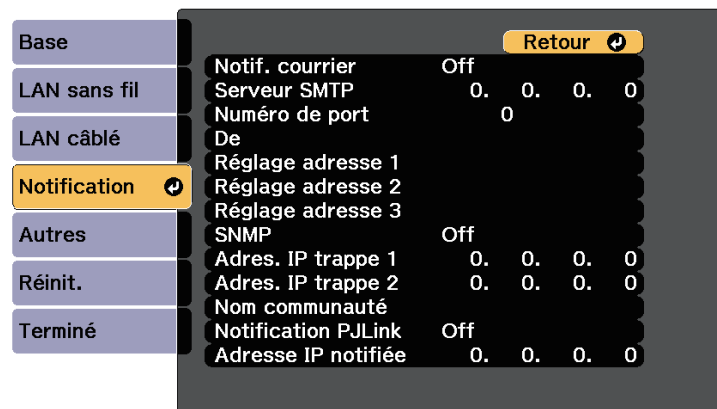 Base
LAN sans fil
LAN câblé
Notification
Autres
Réinit.
Terminé
Retour
Notif. courrier Off
Serveur SMTP 0. 0. 0. 0
Numéro de port 0
De
Réglage adresse 1
Réglage adresse 2
Réglage adresse 3
SNMP Off
Adres. IP trappe 1 0. 0. 0. 0
Adres. IP trappe 2 0. 0. 0. 0
Nom communauté
Notification PJLink Off
Adresse IP notifiée 0. 0. 0. 0